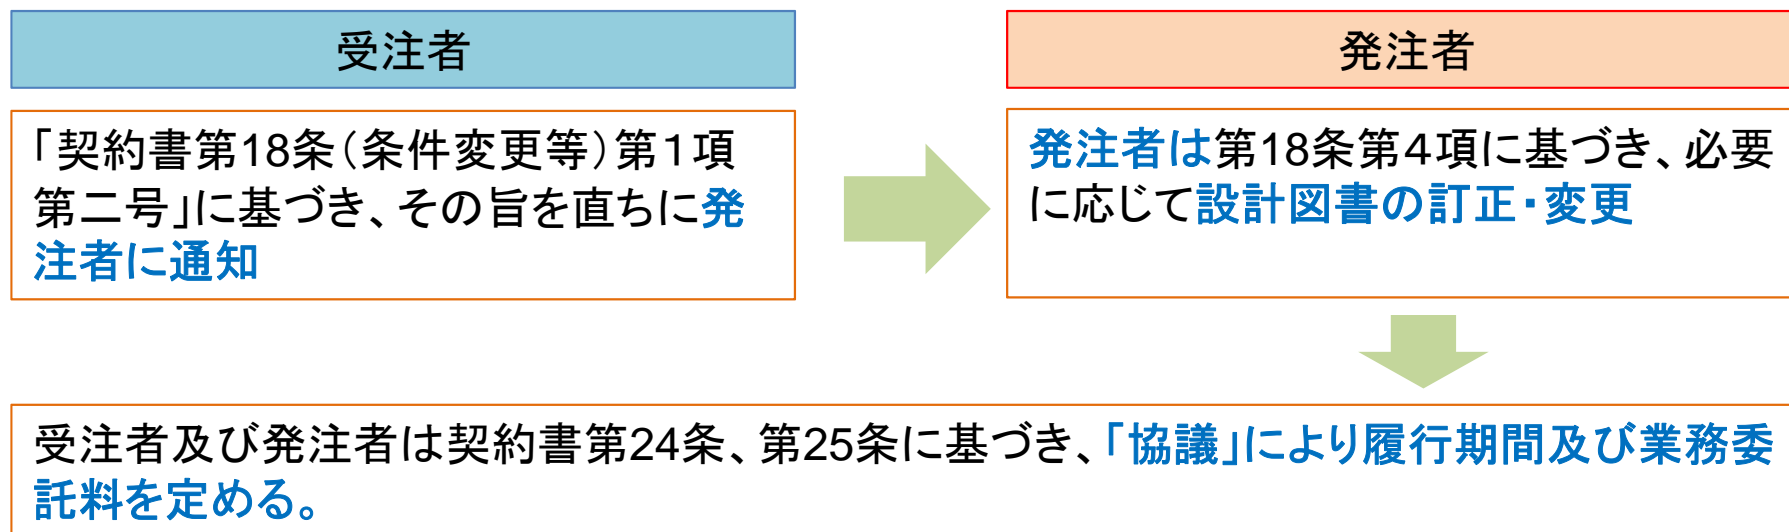 受注者
「契約書第18条(条件変更等)第1項
第二号」に基づき、その旨を直ちに発
注者に通知
発注者
発注者は第18条第4項に基づき、必要
に応じて設計図書の訂正・変更
受注者及び発注者は契約書第24条、第25条に基づき、「協議」により履行期間及び業務委
託料を定める。